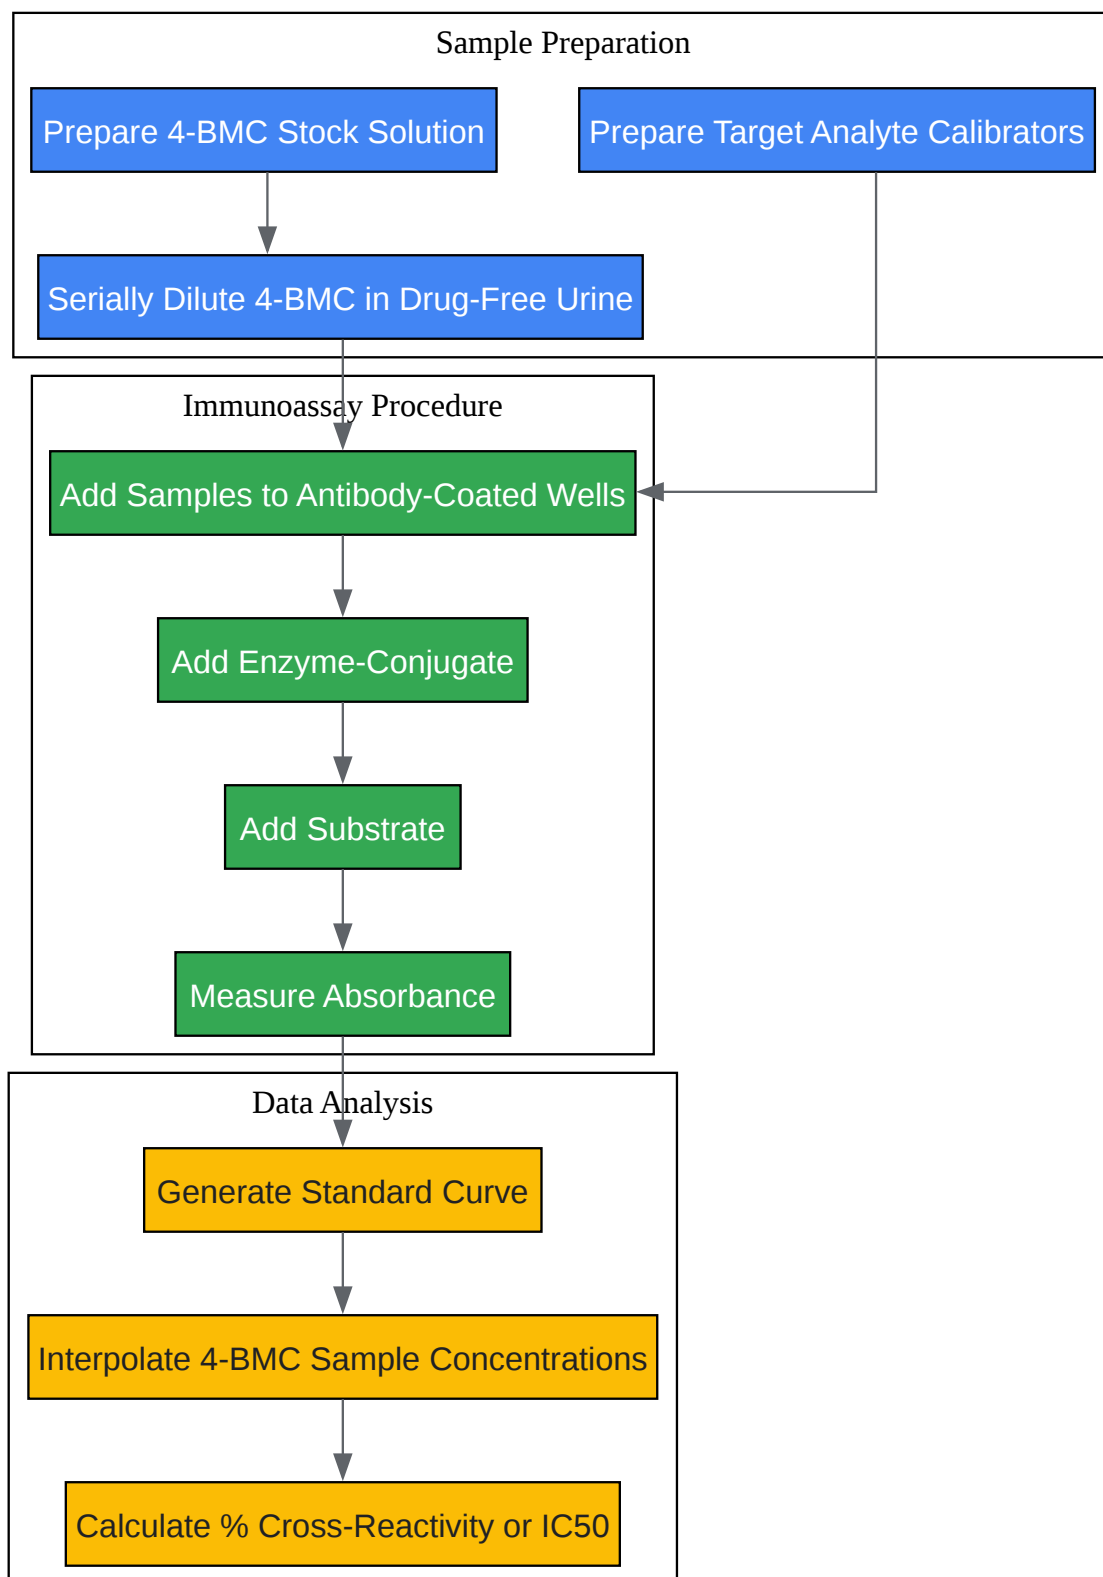 Sample Preparation
Prepare 4-BMC Stock Solution
Prepare Target Analyte Calibrators
Serially Dilute 4-BMC in Drug-Free Urine
Immunoassay Procedure
Add Samples to Antibody-Coated Wells
Add Enzyme-Conjugate
Add Substrate
Measure Absorbance
Data Analysis
Generate Standard Curve
Interpolate 4-BMC Sample Concentrations
Calculate % Cross-Reactivity or IC50